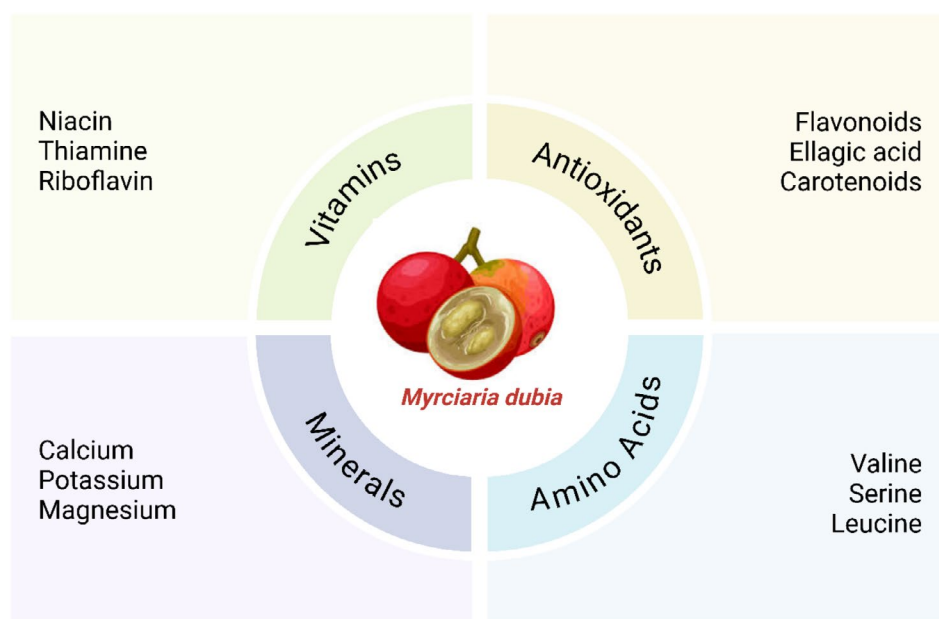 Niacin
Thiamine
Riboflavin
Vitamins
Antioxidants
Flavonoids
Ellagic acid
Carotenoids
Myrciaria dubia
Calcium
Potassium
Magnesium
Minerals
Amino Acids
Valine
Serine
Leucine